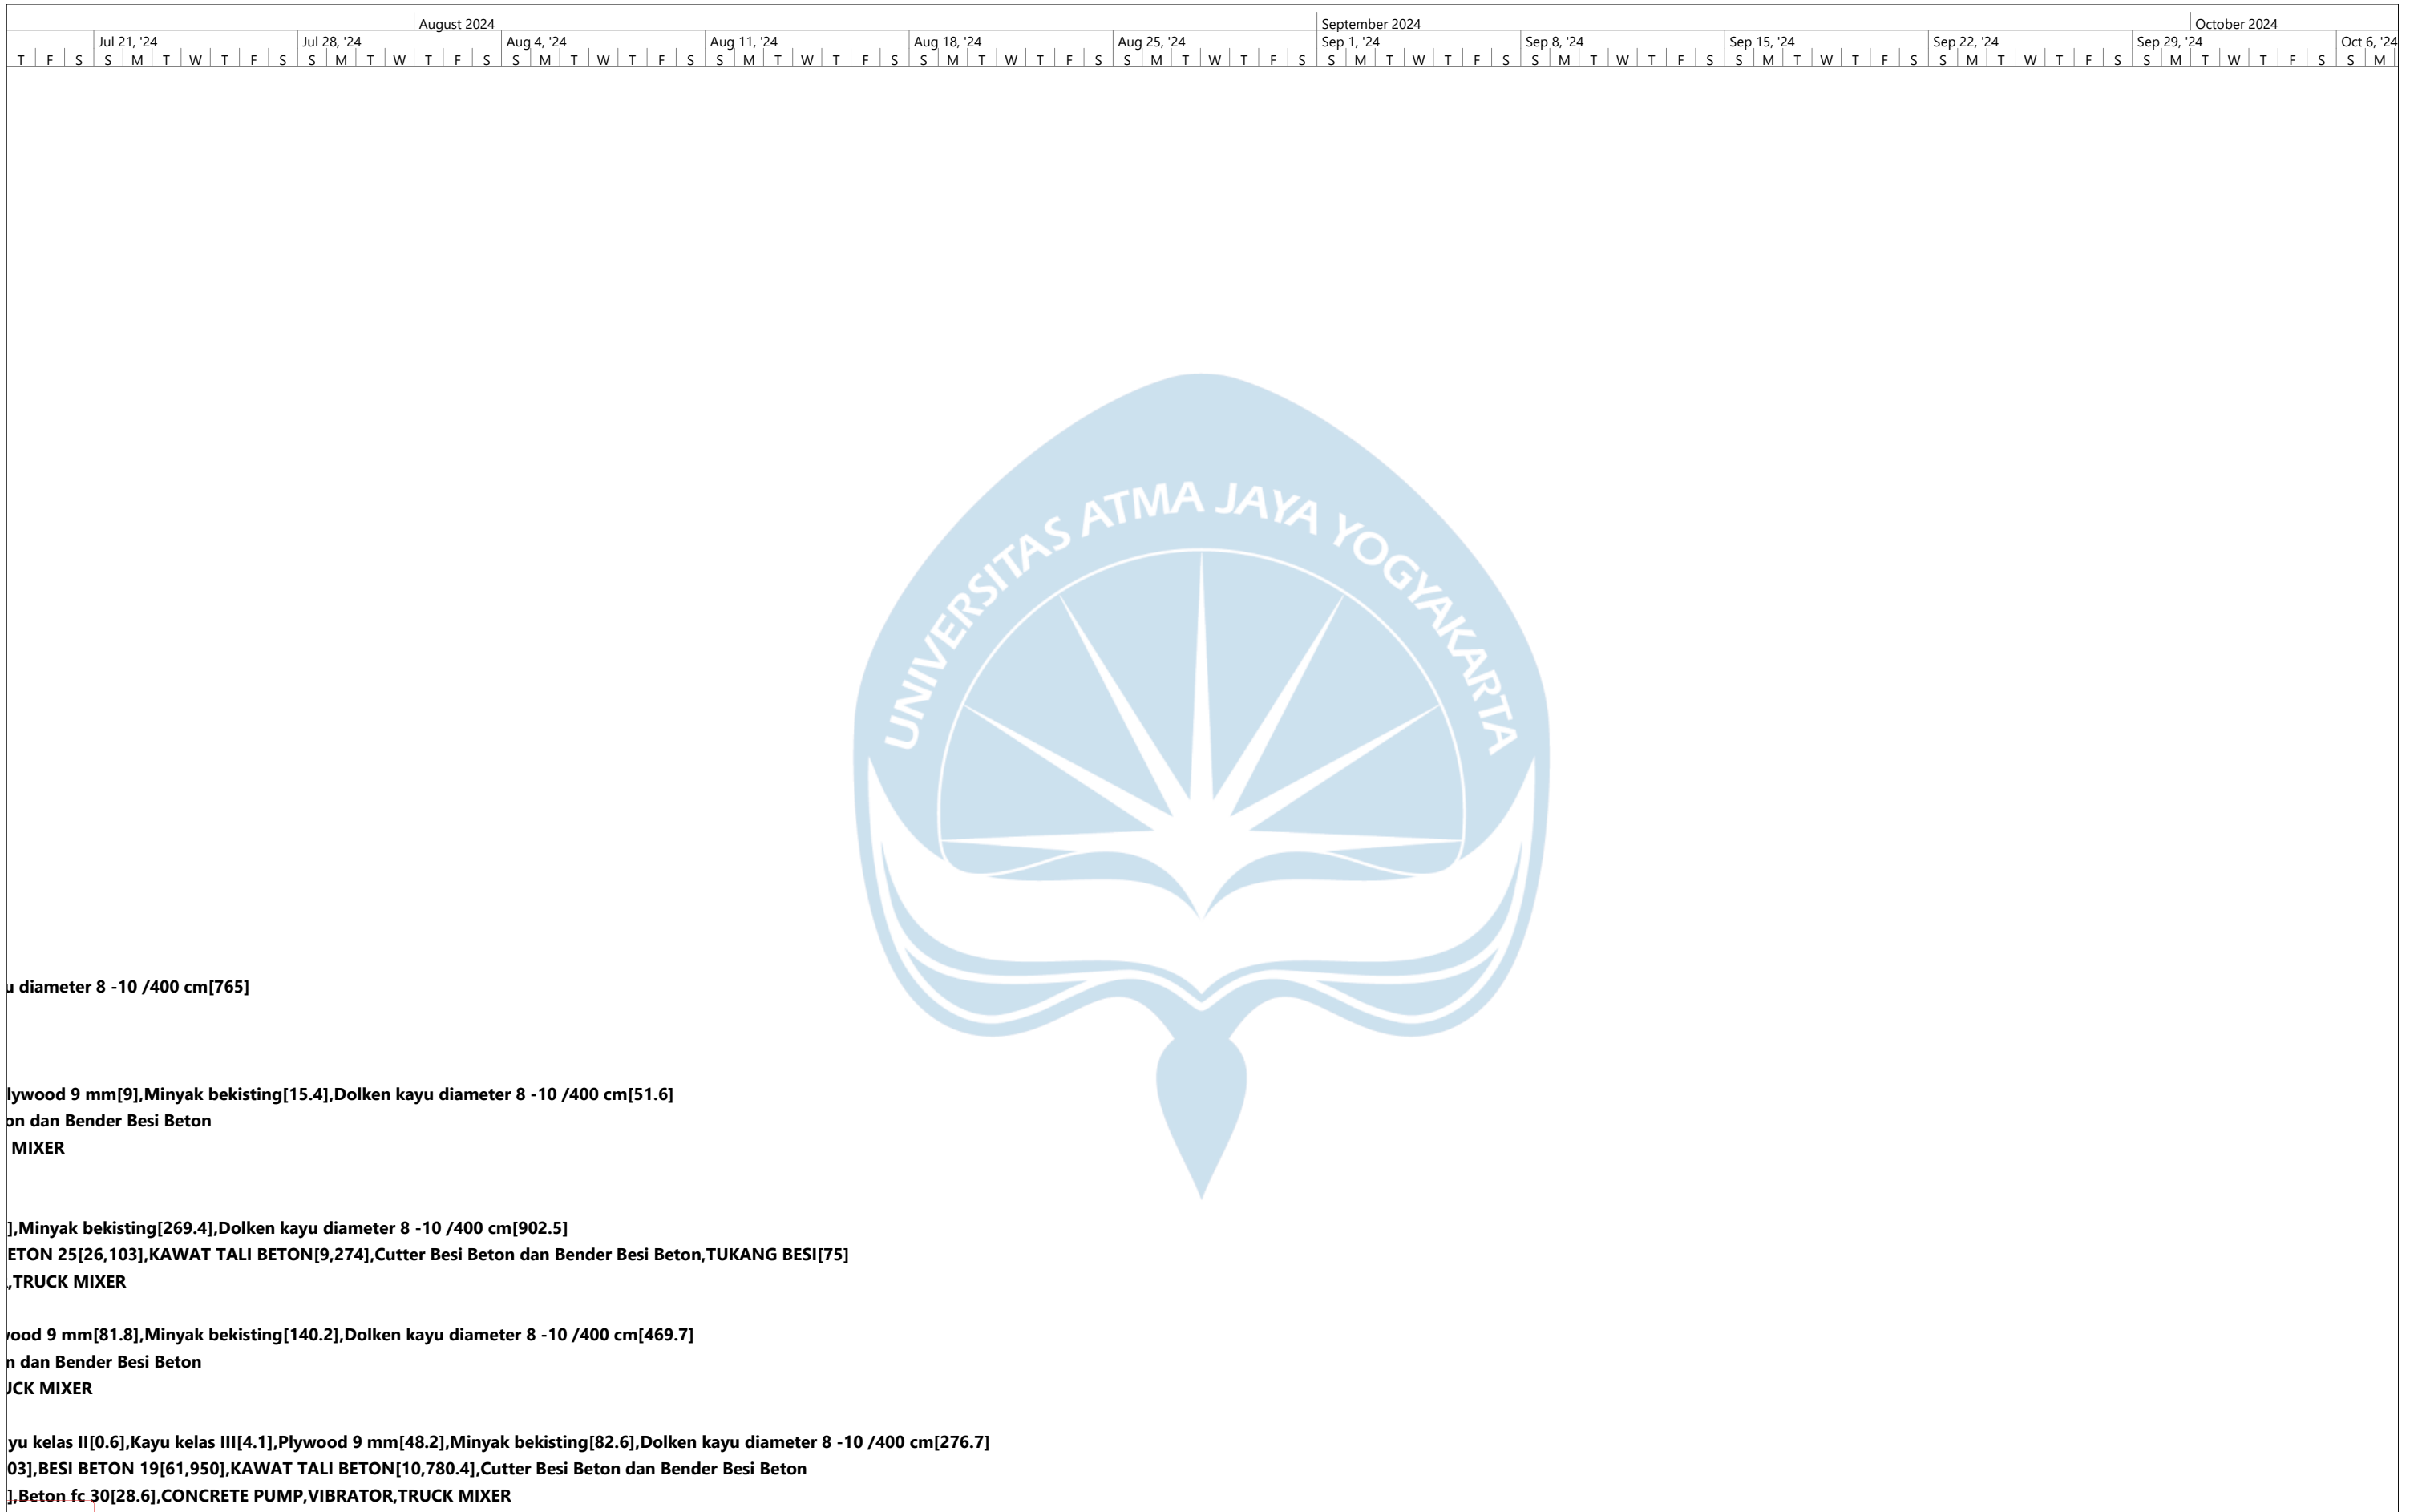 August 2024 September 2024 October 2024
Jul 21, '24 Jul 28, '24 Aug 4, '24 Aug 11, '24 Aug 18, '24 Aug 25, '24 Sep 1, '24 Sep 8, '24 Sep 15, '24 Sep 22, '24 Sep 29, '24 Oct 6, '24
T F S S M T W T F S S M T W T F S S M T W T F S S M T W T F S S M T W T F S S M T W T F S S M T W T F S S M T W T F S S M T W T F S S M T W T F S S M T W T F S S M
UNIVERSITAS ATMA JAYA YOGYAKARTA
u diameter 8 -10 /400 cm[765]
lywood 9 mm[9],Minyak bekisting[15.4],Dolken kayu diameter 8 -10 /400 cm[51.6]
on dan Bender Besi Beton
MIXER
],Minyak bekisting[269.4],Dolken kayu diameter 8 -10 /400 cm[902.5]
ETON 25[26,103],KAWAT TALI BETON[9,274],Cutter Besi Beton dan Bender Besi Beton,TUKANG BESI[75]
,TRUCK MIXER
ood 9 mm[81.8],Minyak bekisting[140.2],Dolken kayu diameter 8 -10 /400 cm[469.7]
n dan Bender Besi Beton
UCK MIXER
yu kelas II[0.6],Kayu kelas III[4.1],Plywood 9 mm[48.2],Minyak bekisting[82.6],Dolken kayu diameter 8 -10 /400 cm[276.7]
03],BESI BETON 19[61,950],KAWAT TALI BETON[10,780.4],Cutter Besi Beton dan Bender Besi Beton
],Beton fc 30[28.6],CONCRETE PUMP,VIBRATOR,TRUCK MIXER